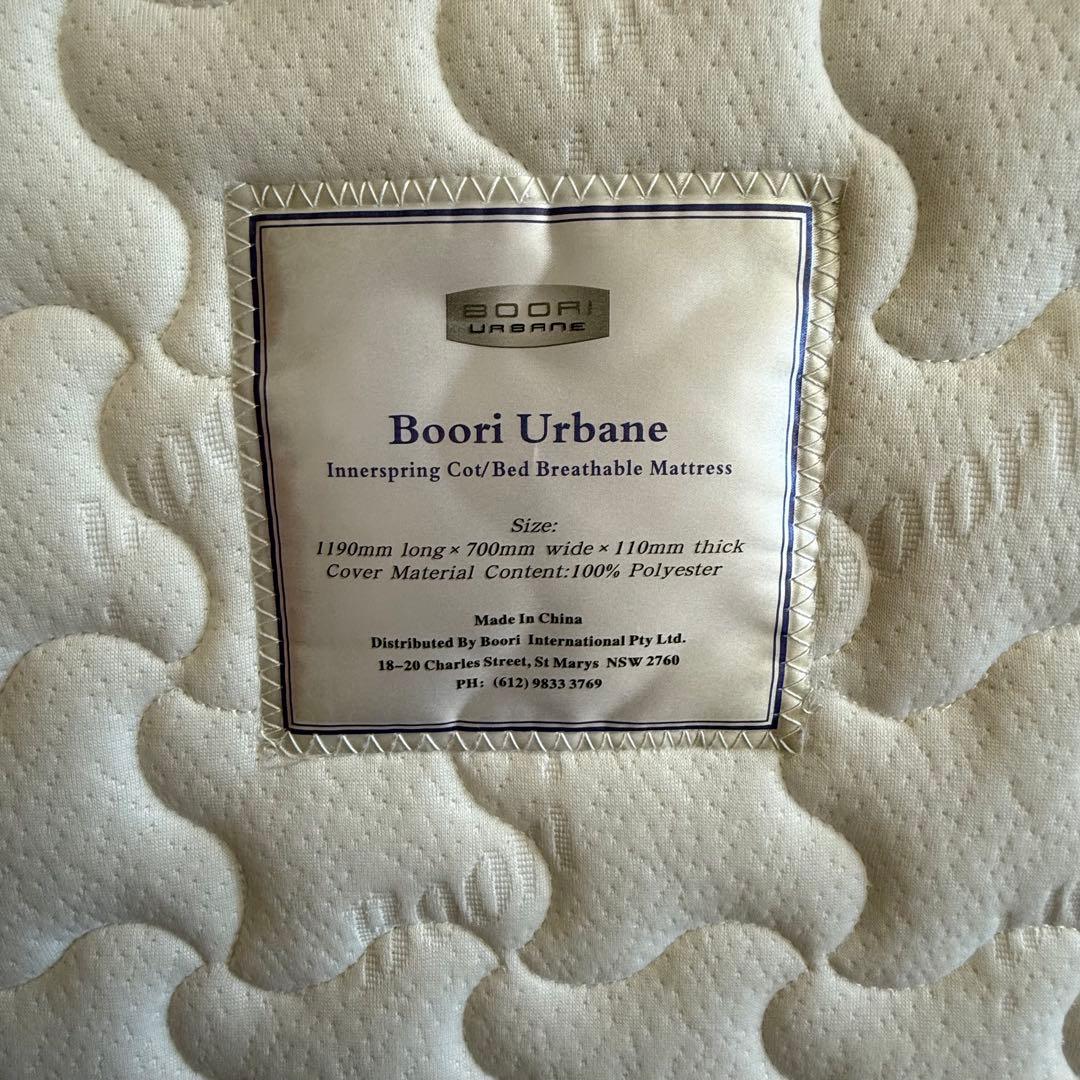 BOORI
URBANE
Boori Urbane
Innerspring Cot/Bed Breathable Mattress
Size:
1190mm long × 700mm wide × 110mm thick
Cover Material Content:100% Polyester
Made In China
Distributed By Boori International Pty Ltd.
18-20 Charles Street, St Marys NSW 2760
PH: (612) 9833 3769